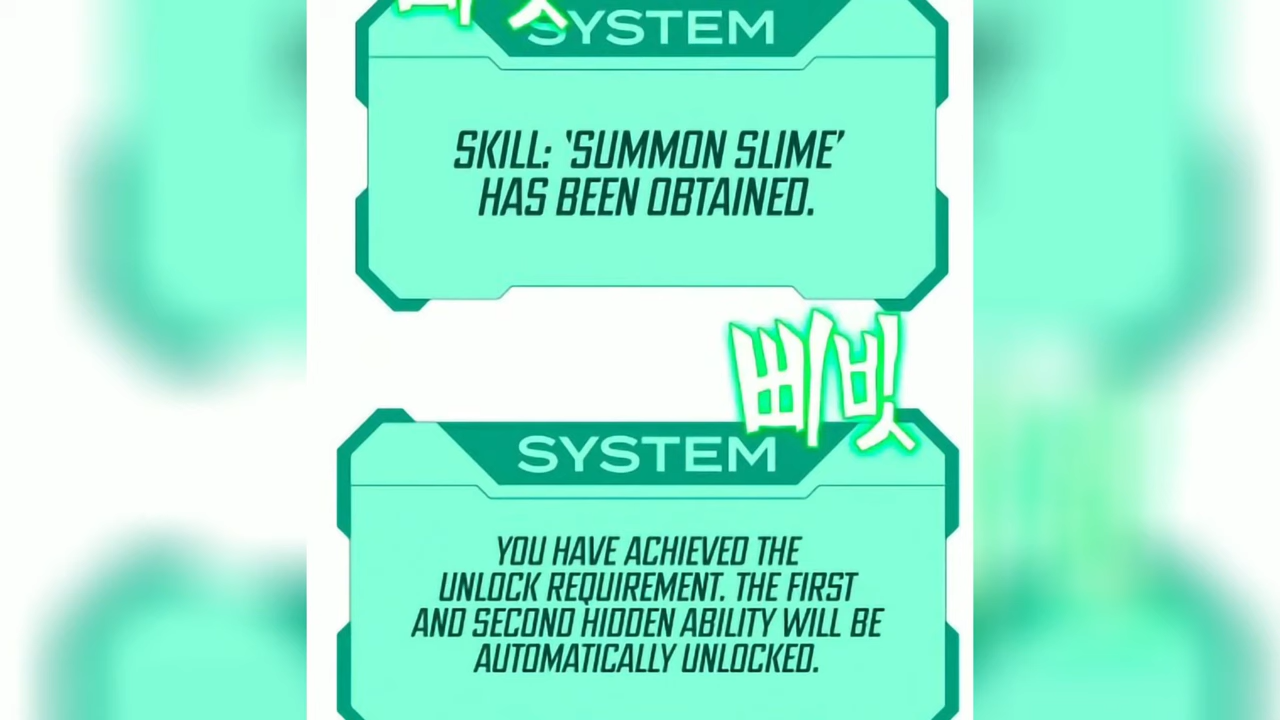 SYSTEM
SKILL: 'SUMMON SLIME'
HAS BEEN OBTAINED.
삐빗
SYSTEM
YOU HAVE ACHIEVED THE
UNLOCK REQUIREMENT. THE FIRST
AND SECOND HIDDEN ABILITY WILL BE
AUTOMATICALLY UNLOCKED.